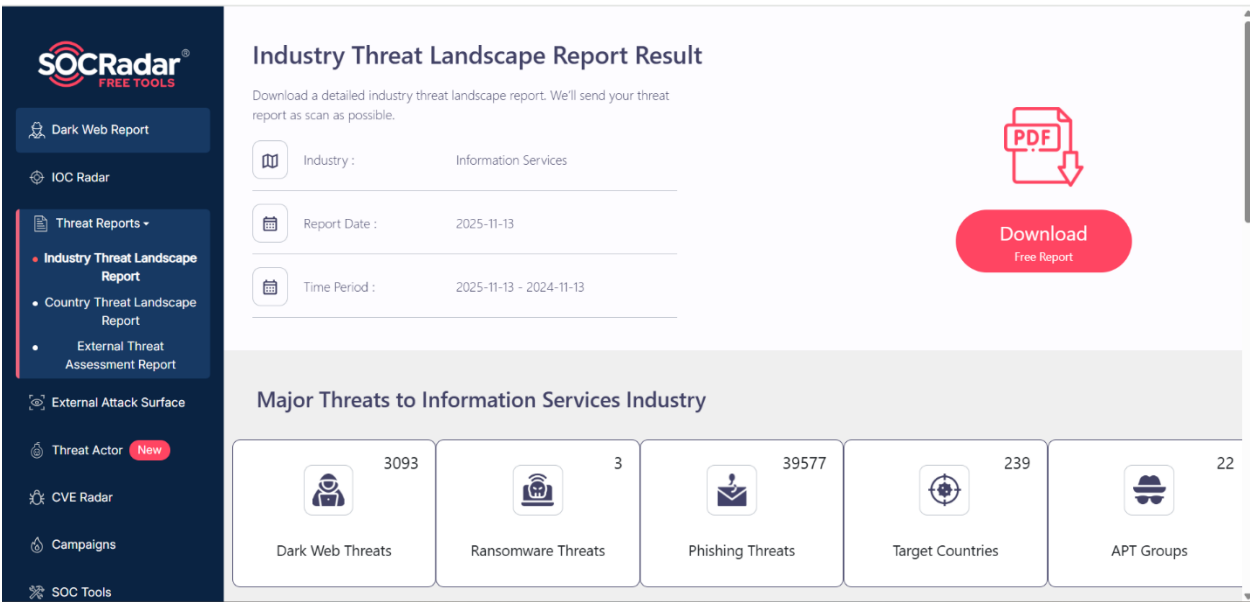 SOCRadar®
FREE TOOLS
Dark Web Report
IOC Radar
Threat Reports
Industry Threat Landscape
Report
Country Threat Landscape
Report
External Threat
Assessment Report
External Attack Surface
Threat Actor New
CVE Radar
Campaigns
SOC Tools
Industry Threat Landscape Report Result
Download a detailed industry threat landscape report. We'll send your threat
report as scan as possible.
Industry : Information Services
Report Date : 2025-11-13
Time Period : 2025-11-13 - 2024-11-13
PDF
Download
Free Report
Major Threats to Information Services Industry
3093
Dark Web Threats
3
Ransomware Threats
39577
Phishing Threats
239
Target Countries
22
APT Groups